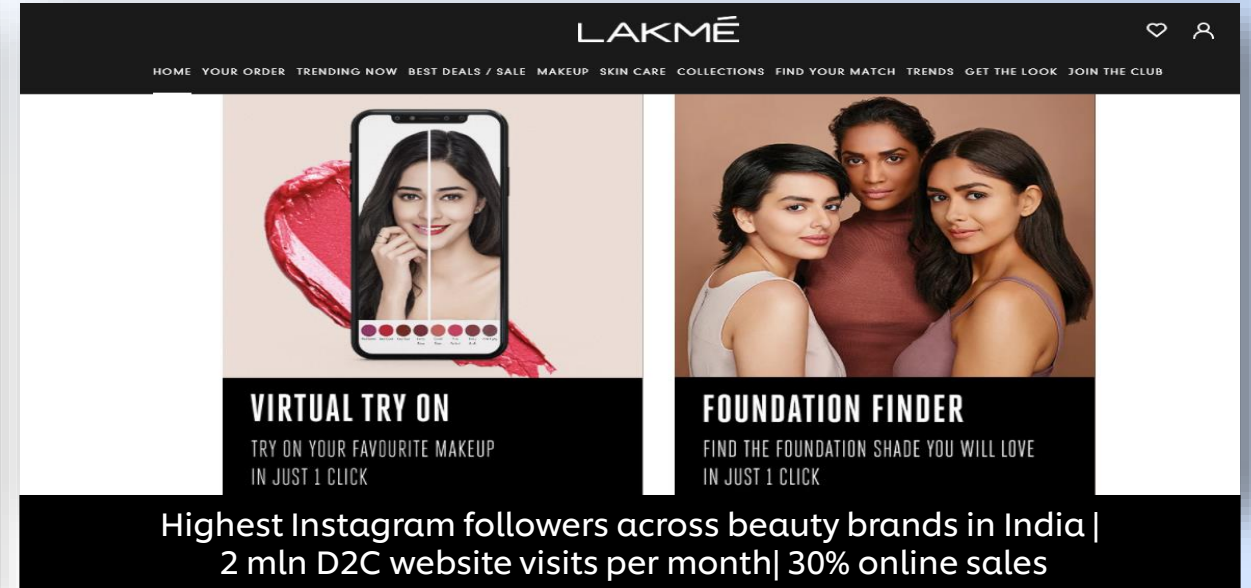 LAKMÉ
HOME YOUR ORDER TRENDING NOW BEST DEALS / SALE MAKEUP SKIN CARE COLLECTIONS FIND YOUR MATCH TRENDS GET THE LOOK JOIN THE CLUB
VIRTUAL TRY ON
TRY ON YOUR FAVOURITE MAKEUP
IN JUST 1 CLICK
FOUNDATION FINDER
FIND THE FOUNDATION SHADE YOU WILL LOVE
IN JUST 1 CLICK
Highest Instagram followers across beauty brands in India |
2 mln D2C website visits per month| 30% online sales